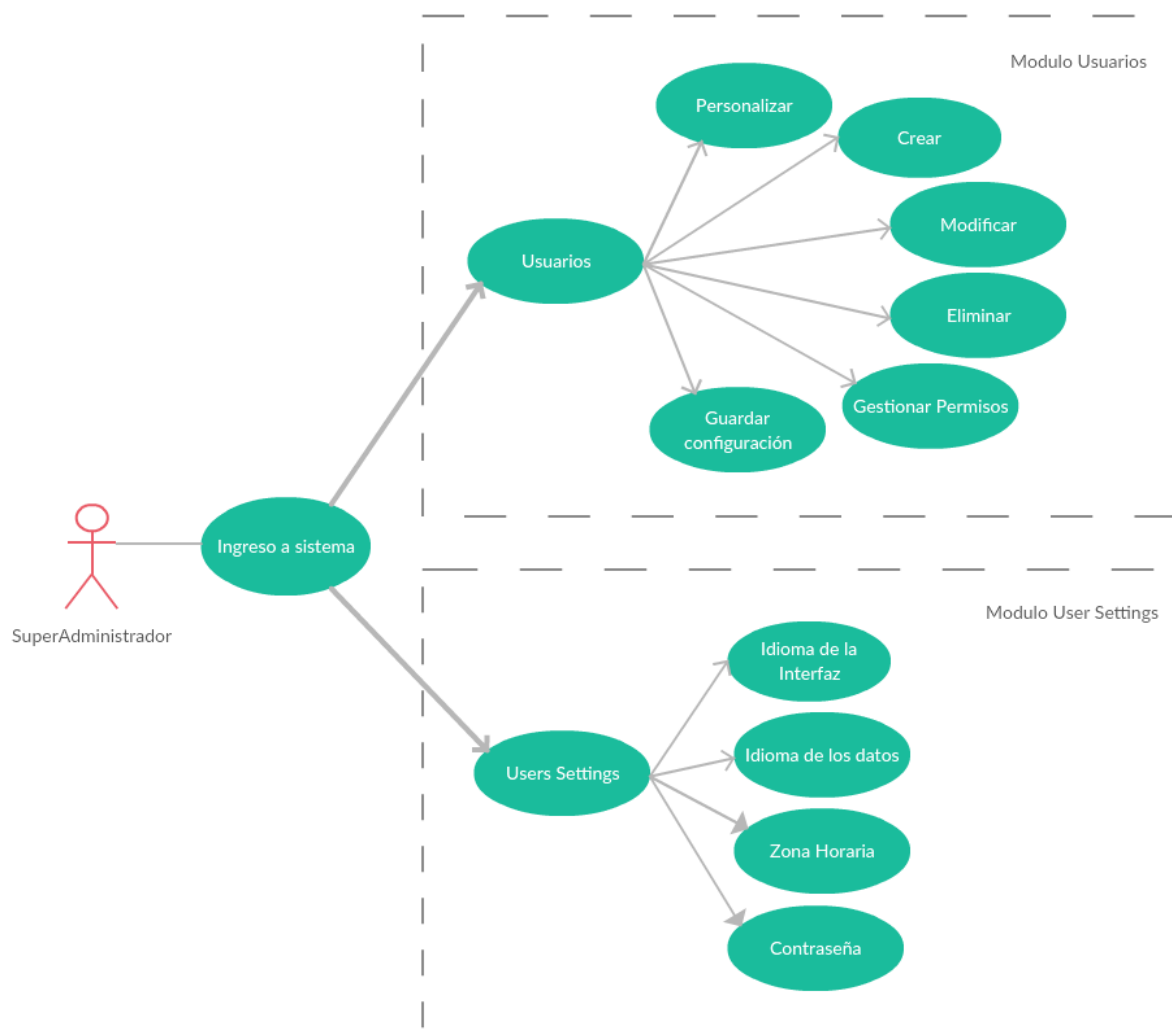 Modulo Usuarios
Personalizar
Crear
Modificar
Usuarios
Eliminar
Gestionar Permisos
Guardar
configuración
Ingreso a sistema
SuperAdministrador
Modulo User Settings
Idioma de la
Interfaz
Idioma de los datos
Users Settings
Zona Horaria
Contraseña